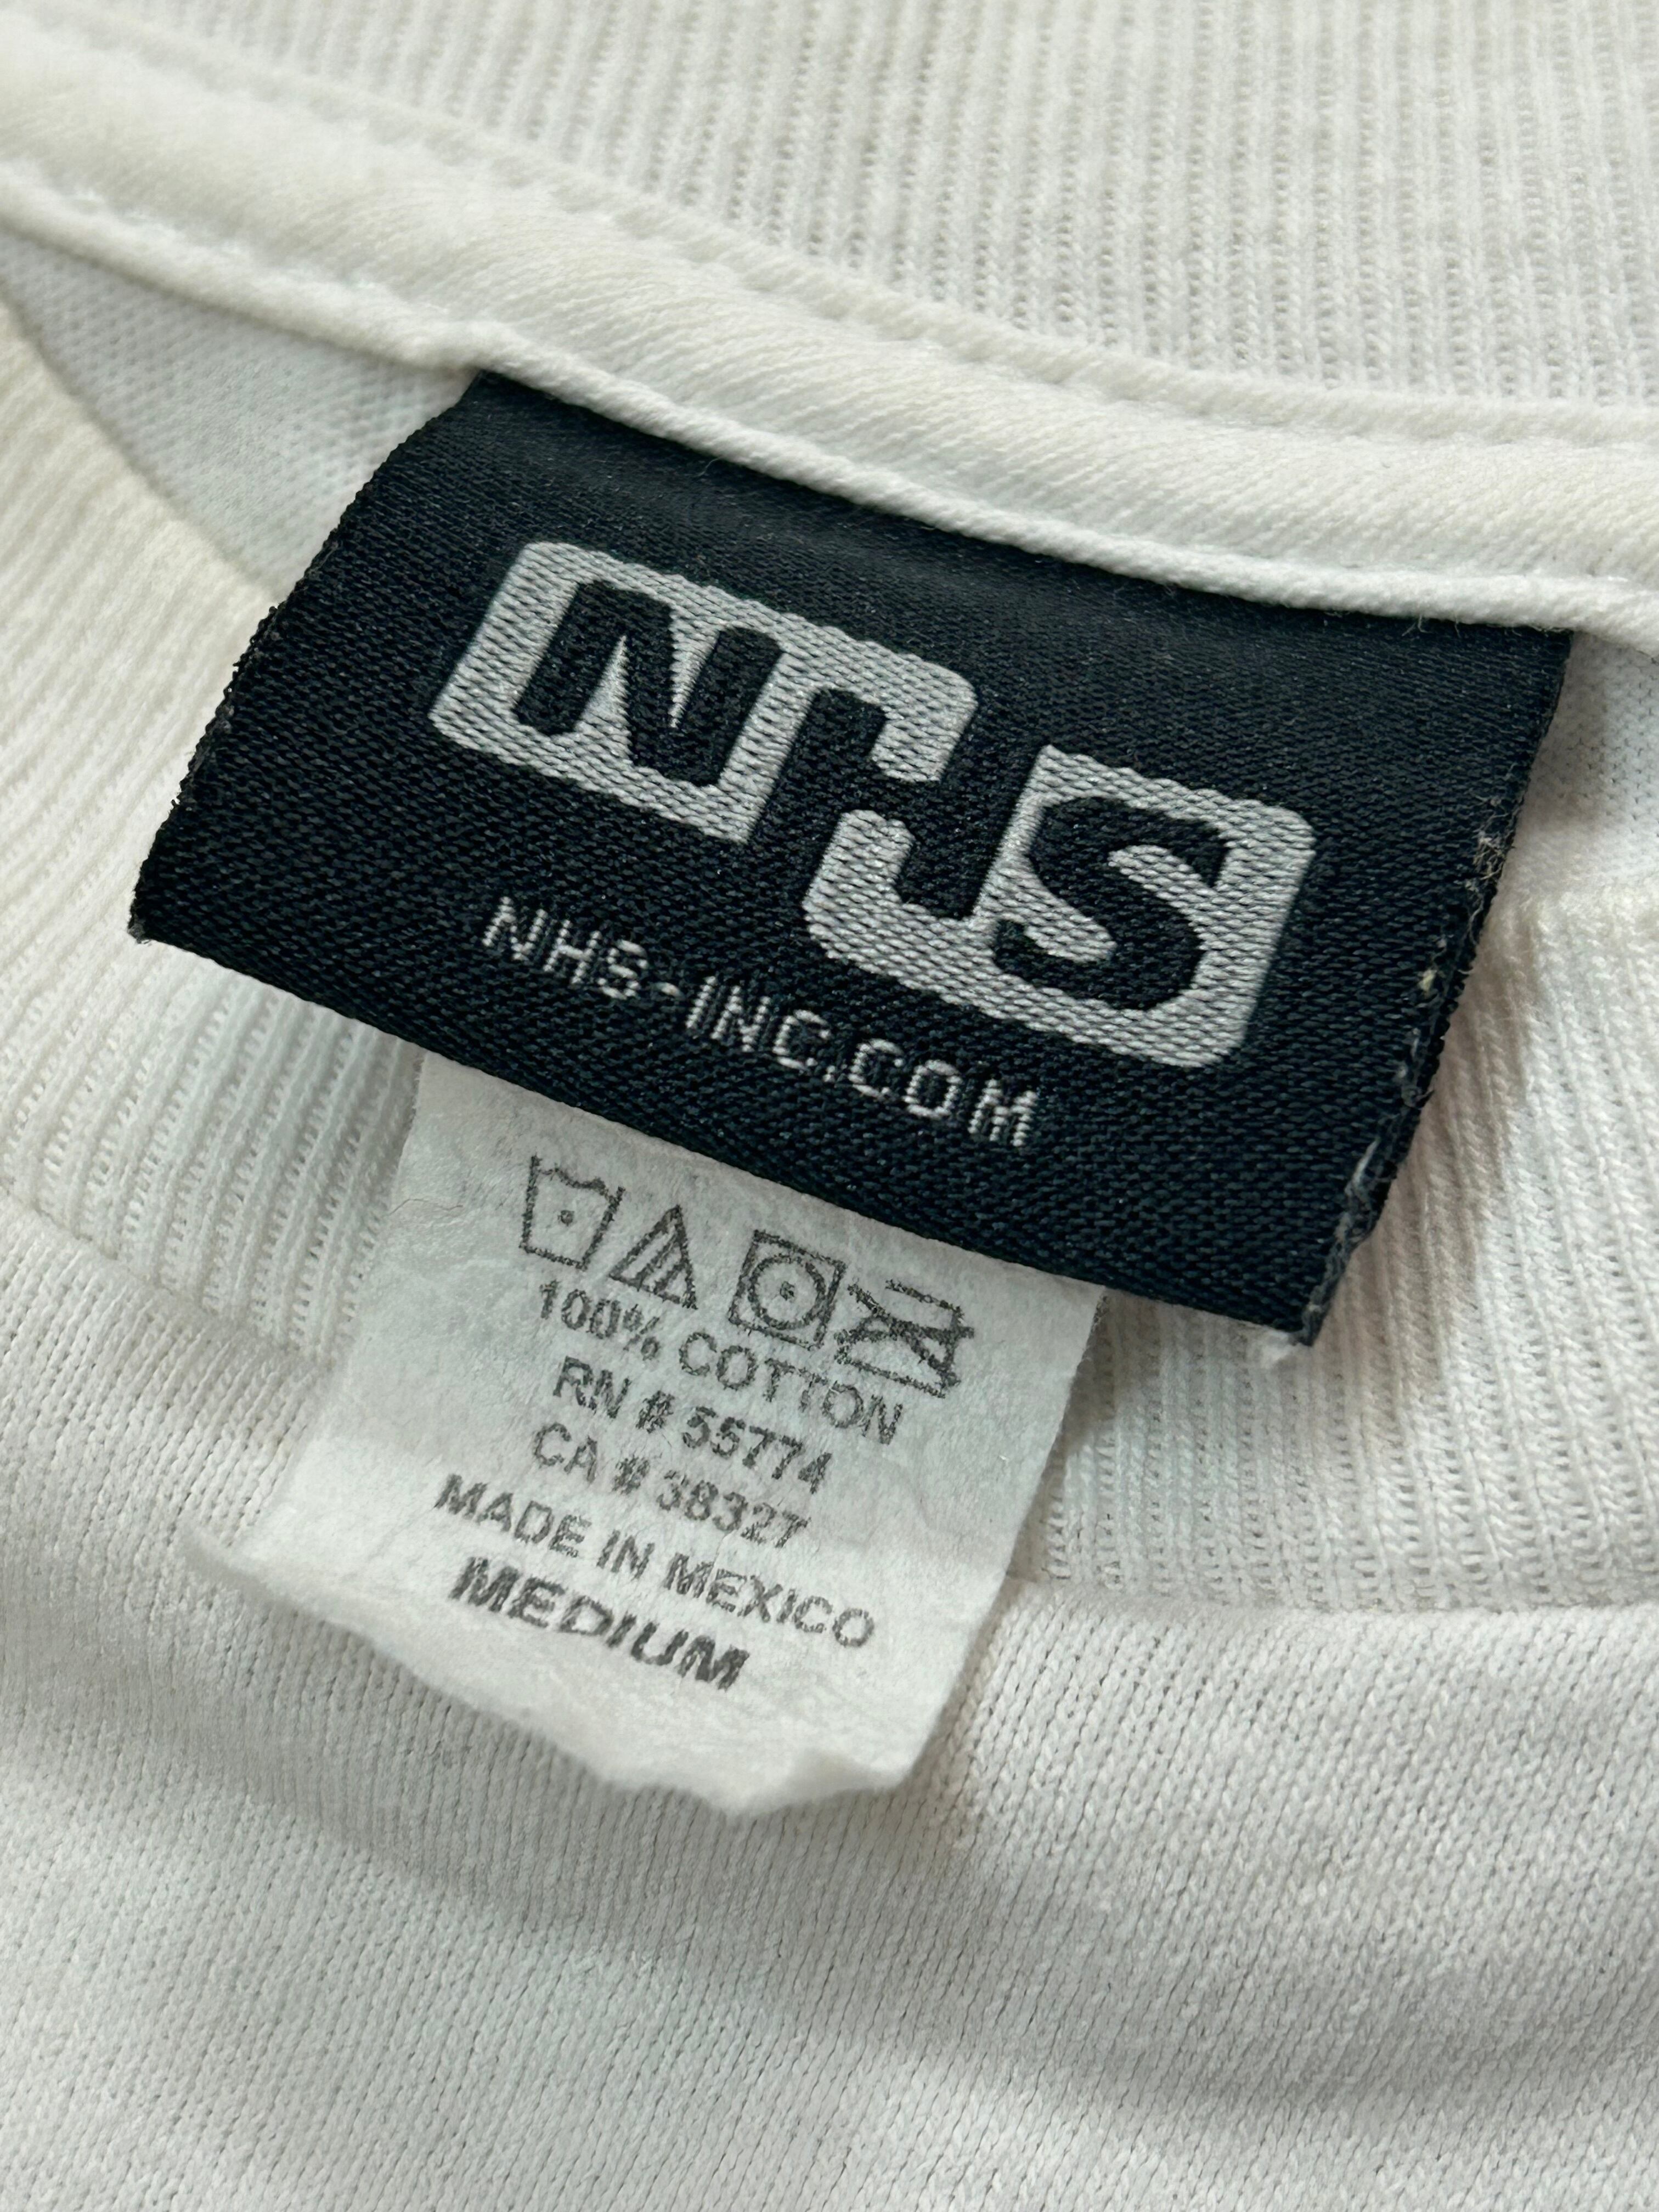 NHS
NHS-INC.COM
100% COTTON
RN # 55774
CA # 38327
MADE IN MEXICO
MEDIUM